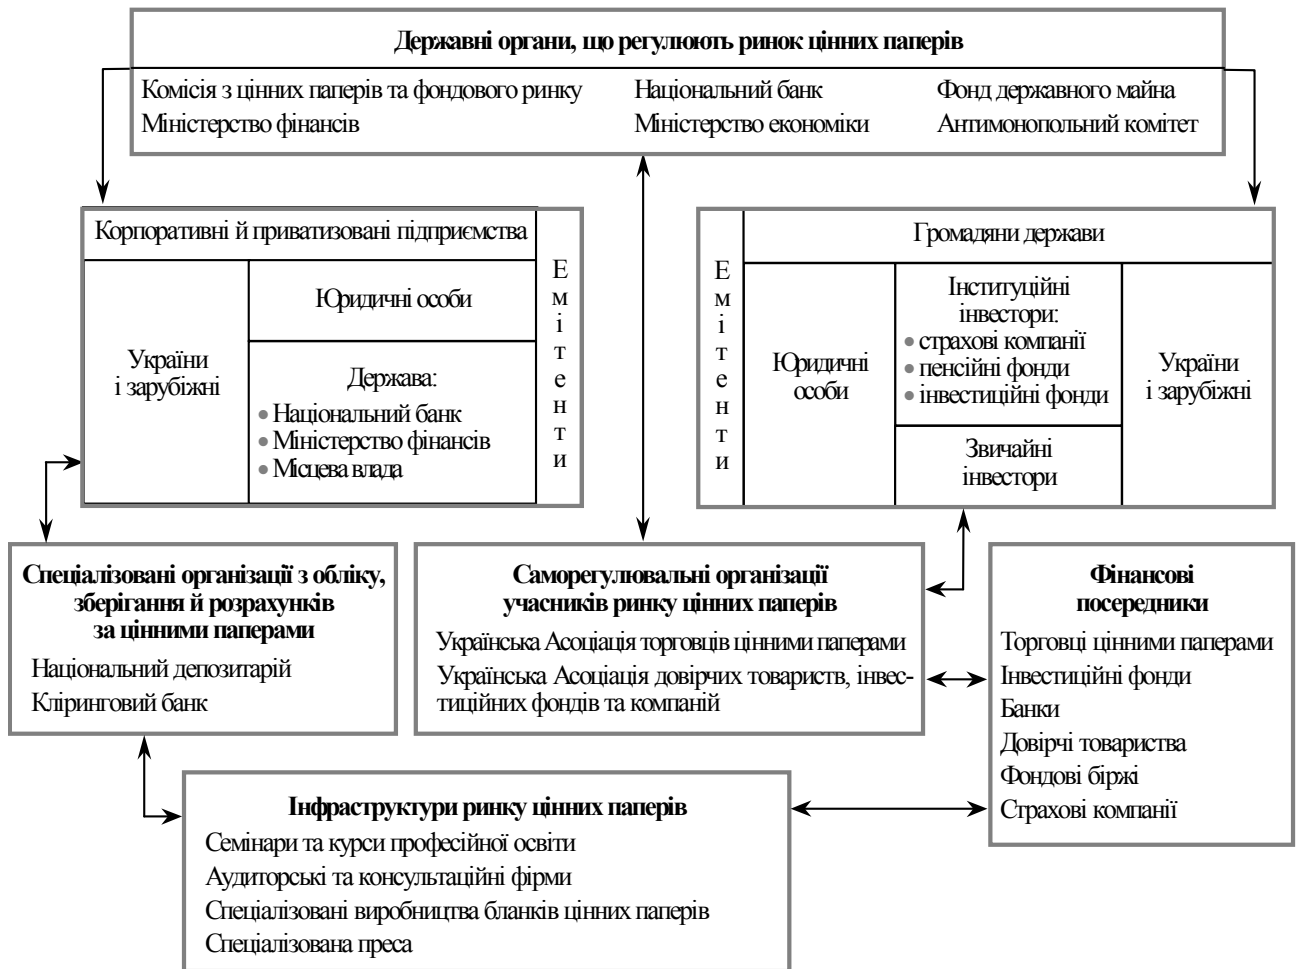 Державні органи, що регулюють ринок цінних паперів
Комісія з цінних паперів та фондового ринку
Національний банк
Фонд державного майна
Міністерство фінансів
Міністерство економіки
Антимонопольний комітет
Корпоративні й приватизовані підприємства
України
і зарубіжні
Юридичні особи
Держава:
• Національний банк
• Міністерство фінансів
• Місцева влада
Емітенти
Емітенти
Громадяни держави
Юридичні
особи
Інституційні
інвестори:
• страхові компанії
• пенсійні фонди
• інвестиційні фонди
Звичайні
інвестори
України
і зарубіжні
Спеціалізовані організації з обліку,
зберігання й розрахунків
за цінними паперами
Національний депозитарій
Кліринговий банк
Саморегулювальні організації
учасників ринку цінних паперів
Українська Асоціація торговців цінними паперами
Українська Асоціація довірчих товариств, інвес-
тиційних фондів та компаній
Фінансові
посередники
Торговці цінними паперами
Інвестиційні фонди
Банки
Довірчі товариства
Фондові біржі
Страхові компанії
Інфраструктури ринку цінних паперів
Семінари та курси професійної освіти
Аудиторські та консультаційні фірми
Спеціалізовані виробництва бланків цінних паперів
Спеціалізована преса